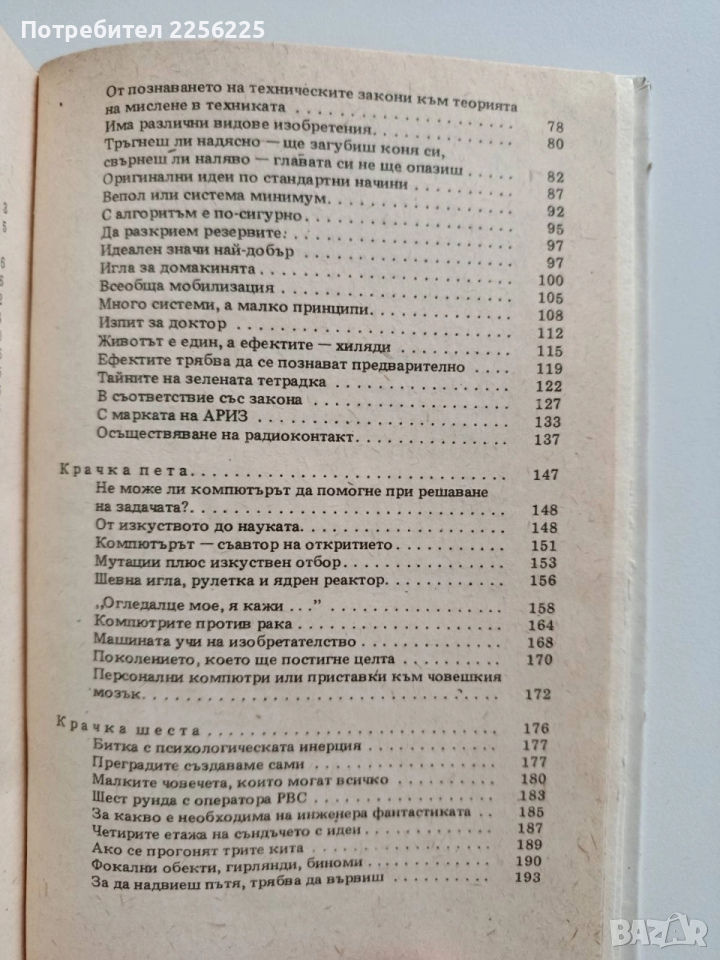 Потребител 2256225
От познаването на техническите закони към теорията
на мислене в техниката . . . . . . . . . . . . 78
Има различни видове изобретения. . . . . . . . . 80
Тръгнеш ли надясно — ще загубиш коня си,
свърнеш ли наляво — главата си не ще опазиш . . . 82
Оригинални идеи по стандартни начини . . . . . . 87
Вепол или система минимум. . . . . . . . . . . 92
С алгоритъм е по-сигурно. . . . . . . . . . . . 95
Да разкрием резервите: . . . . . . . . . . . . 97
Идеален значи най-добър . . . . . . . . . . . . 97
Игла за домакинята . . . . . . . . . . . . . . 100
Всеобща мобилизация . . . . . . . . . . . . . 105
Много системи, а малко принципи. . . . . . . . . 108
Изпит за доктор . . . . . . . . . . . . . . . 112
Животът е един, а ефектите — хиляди . . . . . . . 115
Ефектите трябва да се познават предварително . . . 119
Тайните на зелената тетрадка . . . . . . . . . . 122
В съответствие със закона . . . . . . . . . . . 127
С марката на АРИЗ . . . . . . . . . . . . . . 133
Осъществяване на радиоконтакт. . . . . . . . . . 137
Крачка пета. . . . . . . . . . . . . . . . . 147
Не може ли компютърът да помогне при решаване
на задачата? . . . . . . . . . . . . . . . . 148
От изкуството до науката. . . . . . . . . . . . 148
Компютърът — съавтор на откритието . . . . . . . 151
Мутации плюс изкуствен отбор . . . . . . . . . . 153
Шевна игла, рулетка и ядрен реактор. . . . . . . . 156
„Огледалце мое, я кажи ...” . . . . . . . . . . 158
Компютрите против рака . . . . . . . . . . . . 164
Машината учи на изобретателство . . . . . . . . 168
Поколението, което ще постигне целта . . . . . . 170
Персонални компютри или приставки към човешкия
мозък. . . . . . . . . . . . . . . . . . . 172
Крачка шеста . . . . . . . . . . . . . . . . 176
Битка с психологическата инерция . . . . . . . . 177
Преградите създаваме сами . . . . . . . . . . . 177
Малките човечета, които могат всичко . . . . . . 180
Шест рунда с оператора РВС . . . . . . . . . . 183
За какво е необходима на инженера фантастиката . . 185
Четирите етажа на съндъчето с идеи . . . . . . . 187
Ако се прогонят трите кита . . . . . . . . . . . 189
Фокални обекти, гирлянди, биноми . . . . . . . . 190
За да надвиеш пътя, трябва да вървиш . . . . . . 193
BAZAR